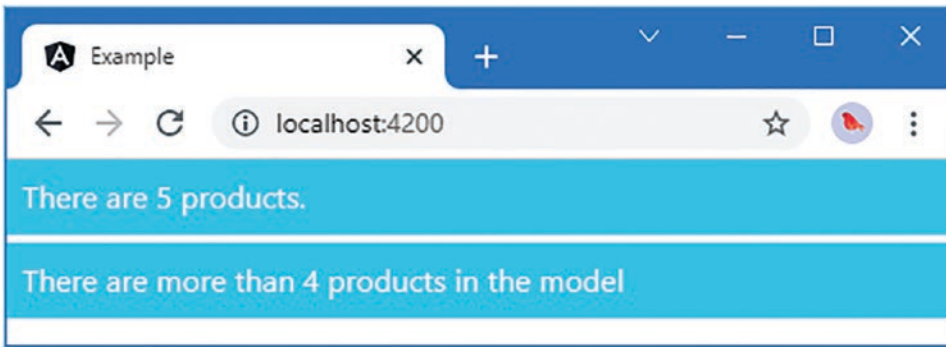 Example
localhost:4200
There are 5 products.
There are more than 4 products in the model